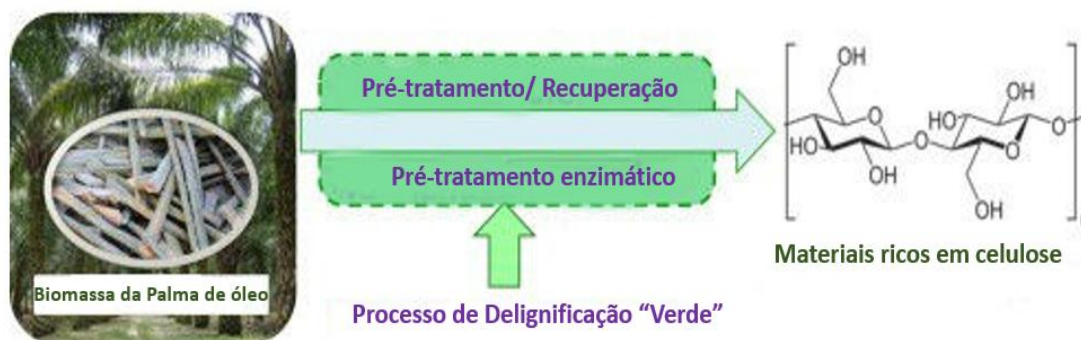 Pré-tratamento/ Recuperação
Pré-tratamento enzimático
Biomassa da Palma de óleo
Processo de Delignificação “Verde”
OH
OH
O
HO
O
HO
OH
O
O
OH
OH
Materiais ricos em celulose